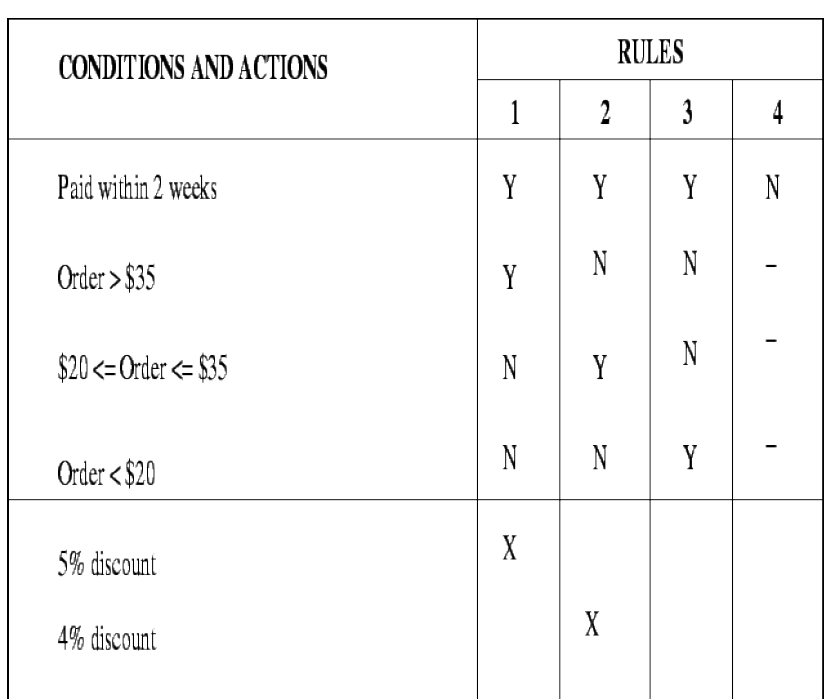 CONDITIONS AND ACTIONS RULES
1 2 3 4
Paid within 2 weeks Y Y Y N
Order > $35 Y N N –
$20 <= Order <= $35 N Y N –
Order < $20 N N Y –
5% discount X
4% discount X